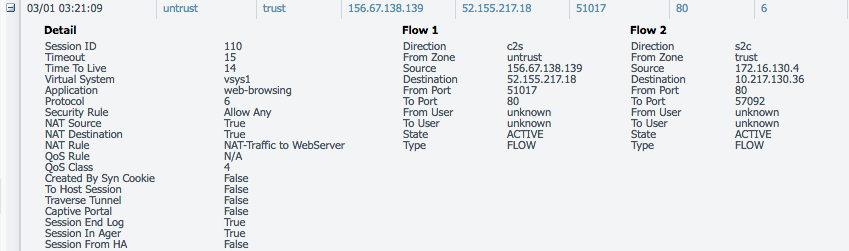 03/01 03:21:09 untrust trust 156.67.138.139 52.155.217.18 51017 80 6
Detail Flow 1 Flow 2
Session ID 110 Direction c2s Direction s2c
Timeout 15 From Zone untrust From Zone trust
Time To Live 14 Source 156.67.138.139 Source 172.16.130.4
Virtual System vsys1 Destination 52.155.217.18 Destination 10.217.130.36
Application web-browsing From Port 51017 From Port 80
Protocol 6 To Port 80 To Port 57092
Security Rule Allow Any From User unknown From User unknown
NAT Source True To User unknown To User unknown
NAT Destination True State ACTIVE State ACTIVE
NAT Rule NAT-Traffic to WebServer Type FLOW Type FLOW
QoS Rule N/A
QoS Class 4
Created By Syn Cookie False
To Host Session False
Traverse Tunnel False
Captive Portal False
Session End Log True
Session In Ager True
Session From HA False